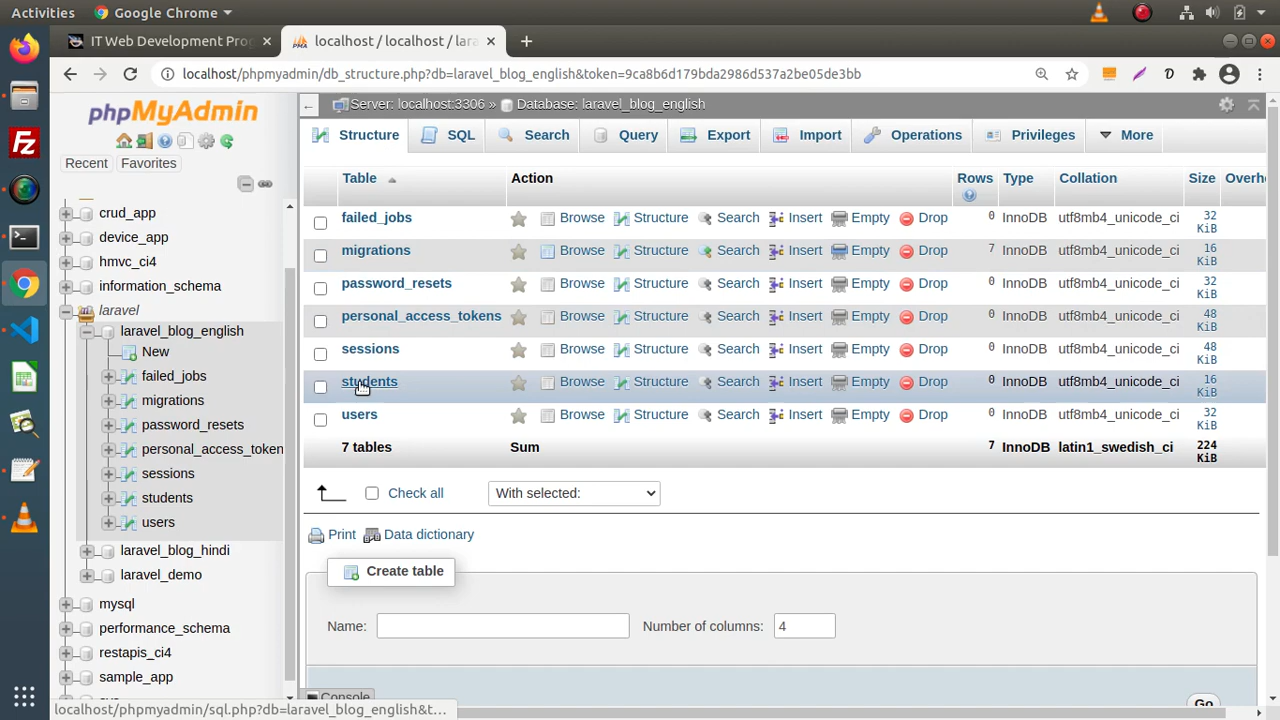 Activities Google Chrome
IT Web Development Pro
localhost / localhost / lara
localhost/phpmyadmin/db_structure.php?db=laravel_blog_english&token=9ca8b6d179bda2986d537a2be05de3bb
phpMyAdmin
Recent Favorites
crud_app
device_app
hmvc_ci4
information_schema
laravel
laravel_blog_english
New
failed_jobs
migrations
password_resets
personal_access_token
sessions
students
users
laravel_blog_hindi
laravel_demo
mysql
performance_schema
restapis_ci4
sample_app
Server: localhost:3306 » Database: laravel_blog_english
Structure SQL Search Query Export Import Operations Privileges More
Table Action Rows Type Collation Size Overhe
failed_jobs Browse Structure Search Insert Empty Drop 0 InnoDB utf8mb4_unicode_ci 32 KiB
migrations Browse Structure Search Insert Empty Drop 7 InnoDB utf8mb4_unicode_ci 16 KiB
password_resets Browse Structure Search Insert Empty Drop 0 InnoDB utf8mb4_unicode_ci 32 KiB
personal_access_tokens Browse Structure Search Insert Empty Drop 0 InnoDB utf8mb4_unicode_ci 48 KiB
sessions Browse Structure Search Insert Empty Drop 0 InnoDB utf8mb4_unicode_ci 48 KiB
students Browse Structure Search Insert Empty Drop 0 InnoDB utf8mb4_unicode_ci 16 KiB
users Browse Structure Search Insert Empty Drop 0 InnoDB utf8mb4_unicode_ci 32 KiB
7 tables Sum 7 InnoDB latin1_swedish_ci 224 KiB
Check all With selected:
Print Data dictionary
Create table
Name: Number of columns: 4
Console
Go
localhost/phpmyadmin/sql.php?db=laravel_blog_english&t...